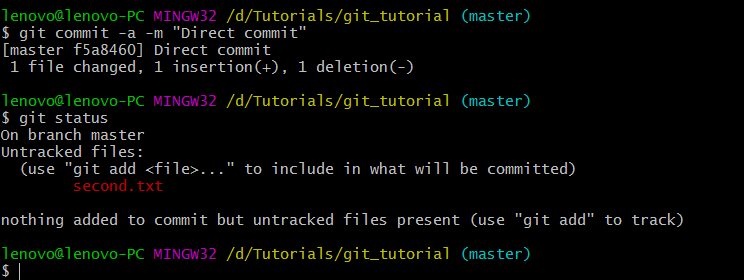 lenovo@lenovo-PC MINGW32 /d/Tutorials/git_tutorial (master)
$ git commit -a -m "Direct commit"
[master f5a8460] Direct commit
 1 file changed, 1 insertion(+), 1 deletion(-)

lenovo@lenovo-PC MINGW32 /d/Tutorials/git_tutorial (master)
$ git status
On branch master
Untracked files:
  (use "git add <file>..." to include in what will be committed)
        second.txt

nothing added to commit but untracked files present (use "git add" to track)

lenovo@lenovo-PC MINGW32 /d/Tutorials/git_tutorial (master)
$